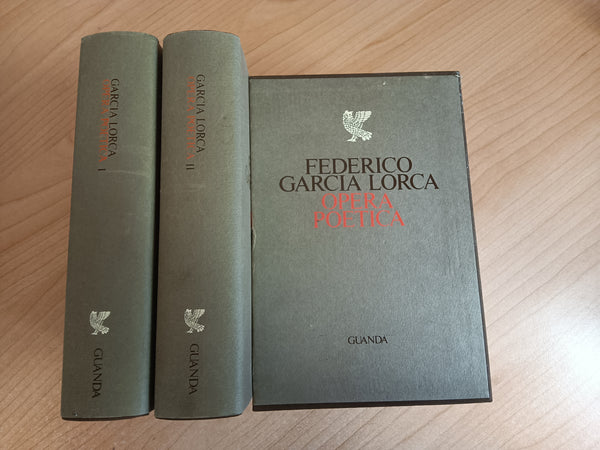 GARCIA LORCA
OPERA POETICA
I
GUANDA
GARCIA LORCA
OPERA POETICA
II
GUANDA
FEDERICO
GARCIA LORCA
OPERA
POETICA
GUANDA